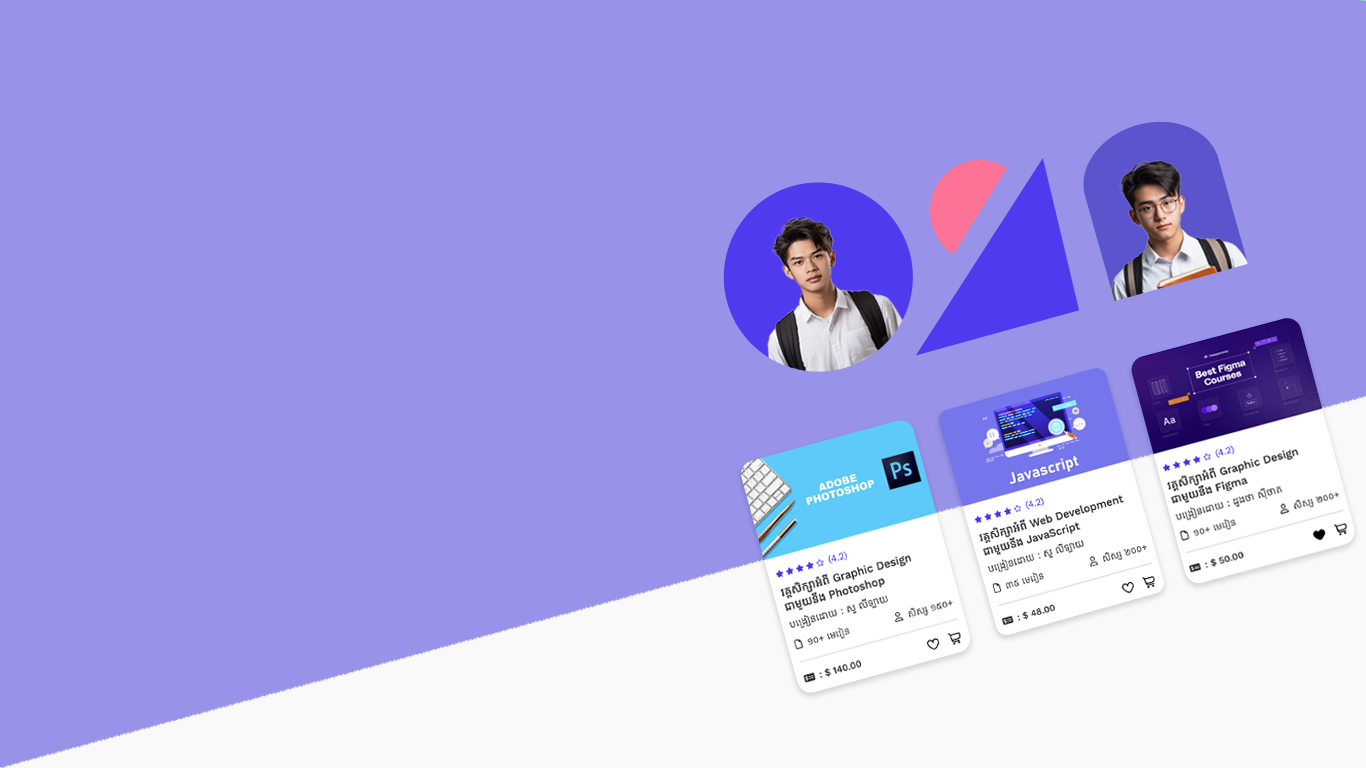 ADOBE
PHOTOSHOP
Ps
(4.2)
វគ្គសិក្សាអំពី Graphic Design
ជាមួយនឹង Photoshop
បង្រៀនដោយ : សូ លីឡាយ
១០+ មេរៀន
សិស្ស ១៥០+
: $ 140.00
Javascript
(4.2)
វគ្គសិក្សាអំពី Web Development
ជាមួយនឹង JavaScript
បង្រៀនដោយ : សូ លីឡាយ
៣៥ មេរៀន
សិស្ស ២០០+
: $ 48.00
Best Figma
Courses
Aa
(4.2)
វគ្គសិក្សាអំពី Graphic Design
ជាមួយនឹង Figma
បង្រៀនដោយ : ដួងថា ស៊ីថាត
១០+ មេរៀន
សិស្ស ២០០+
: $ 50.00